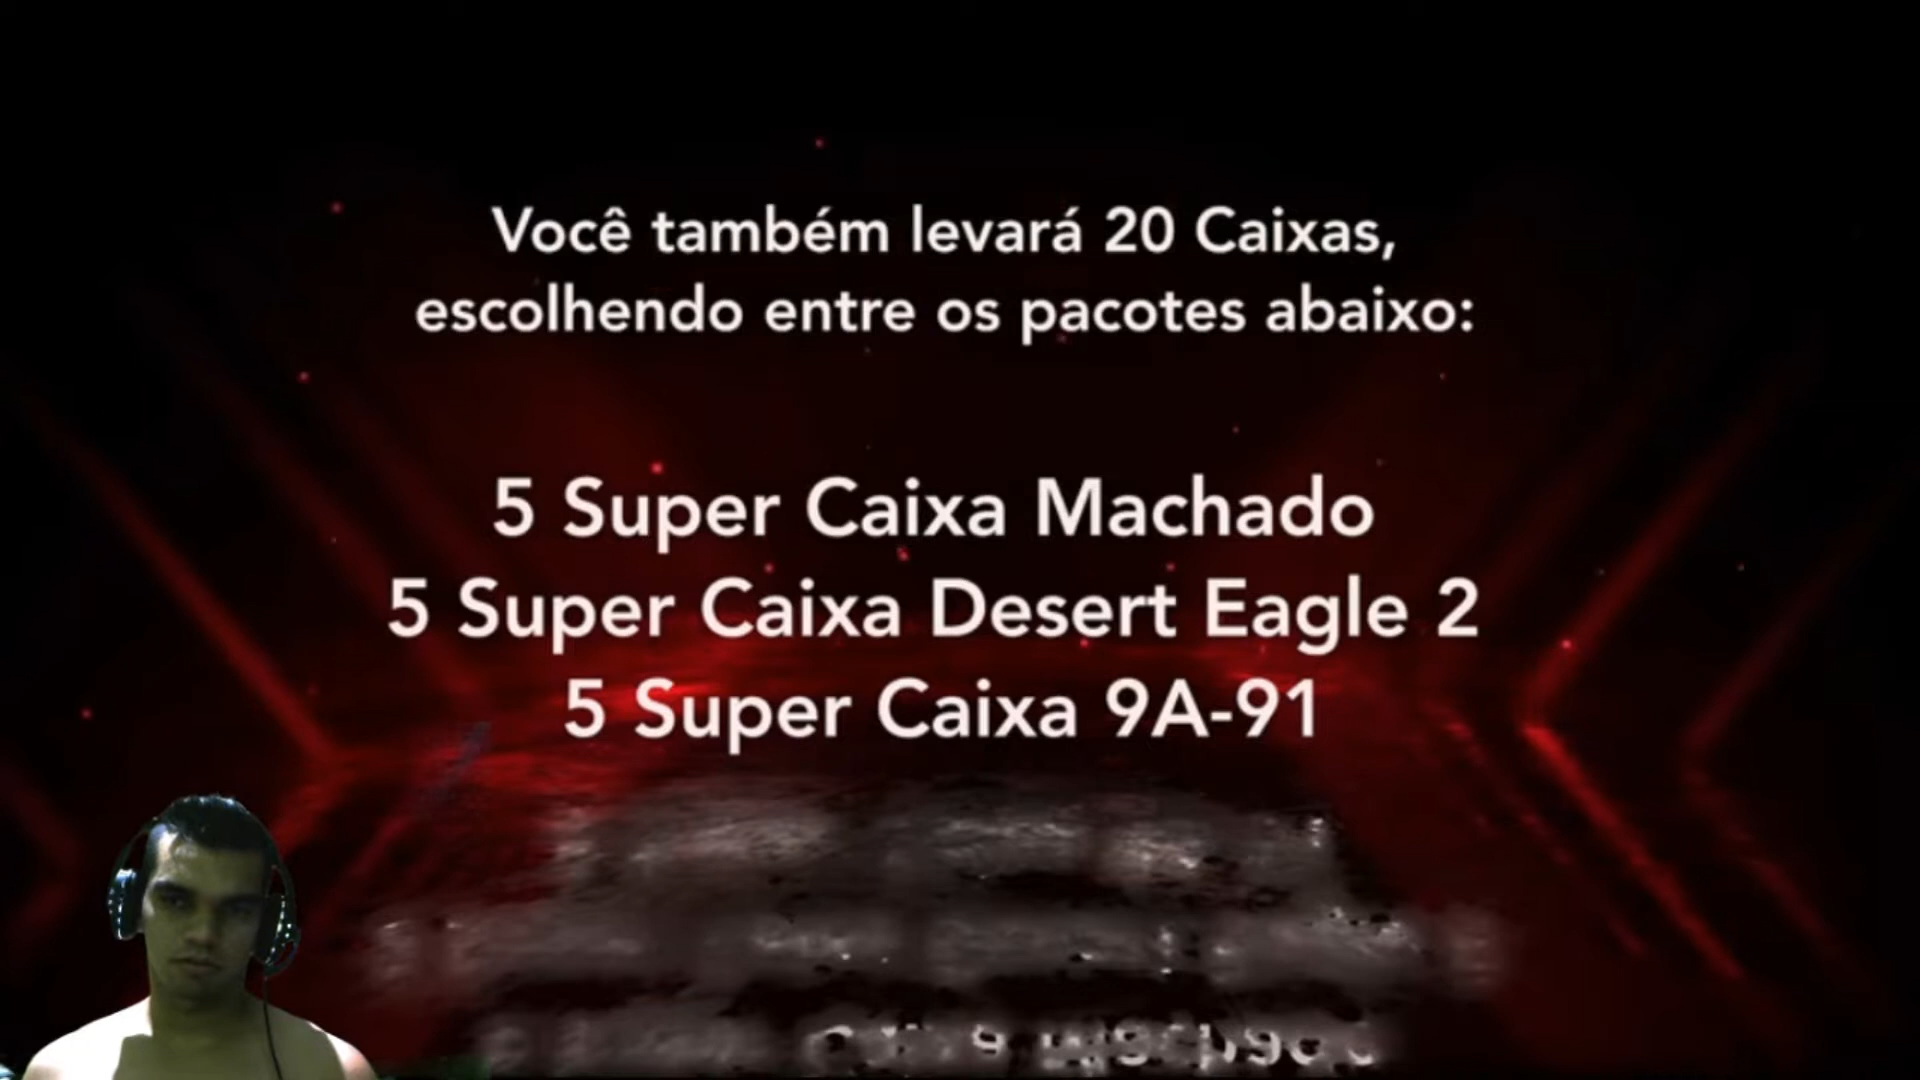 Você também levará 20 Caixas,
escolhendo entre os pacotes abaixo:
5 Super Caixa Machado
5 Super Caixa Desert Eagle 2
5 Super Caixa 9A-91